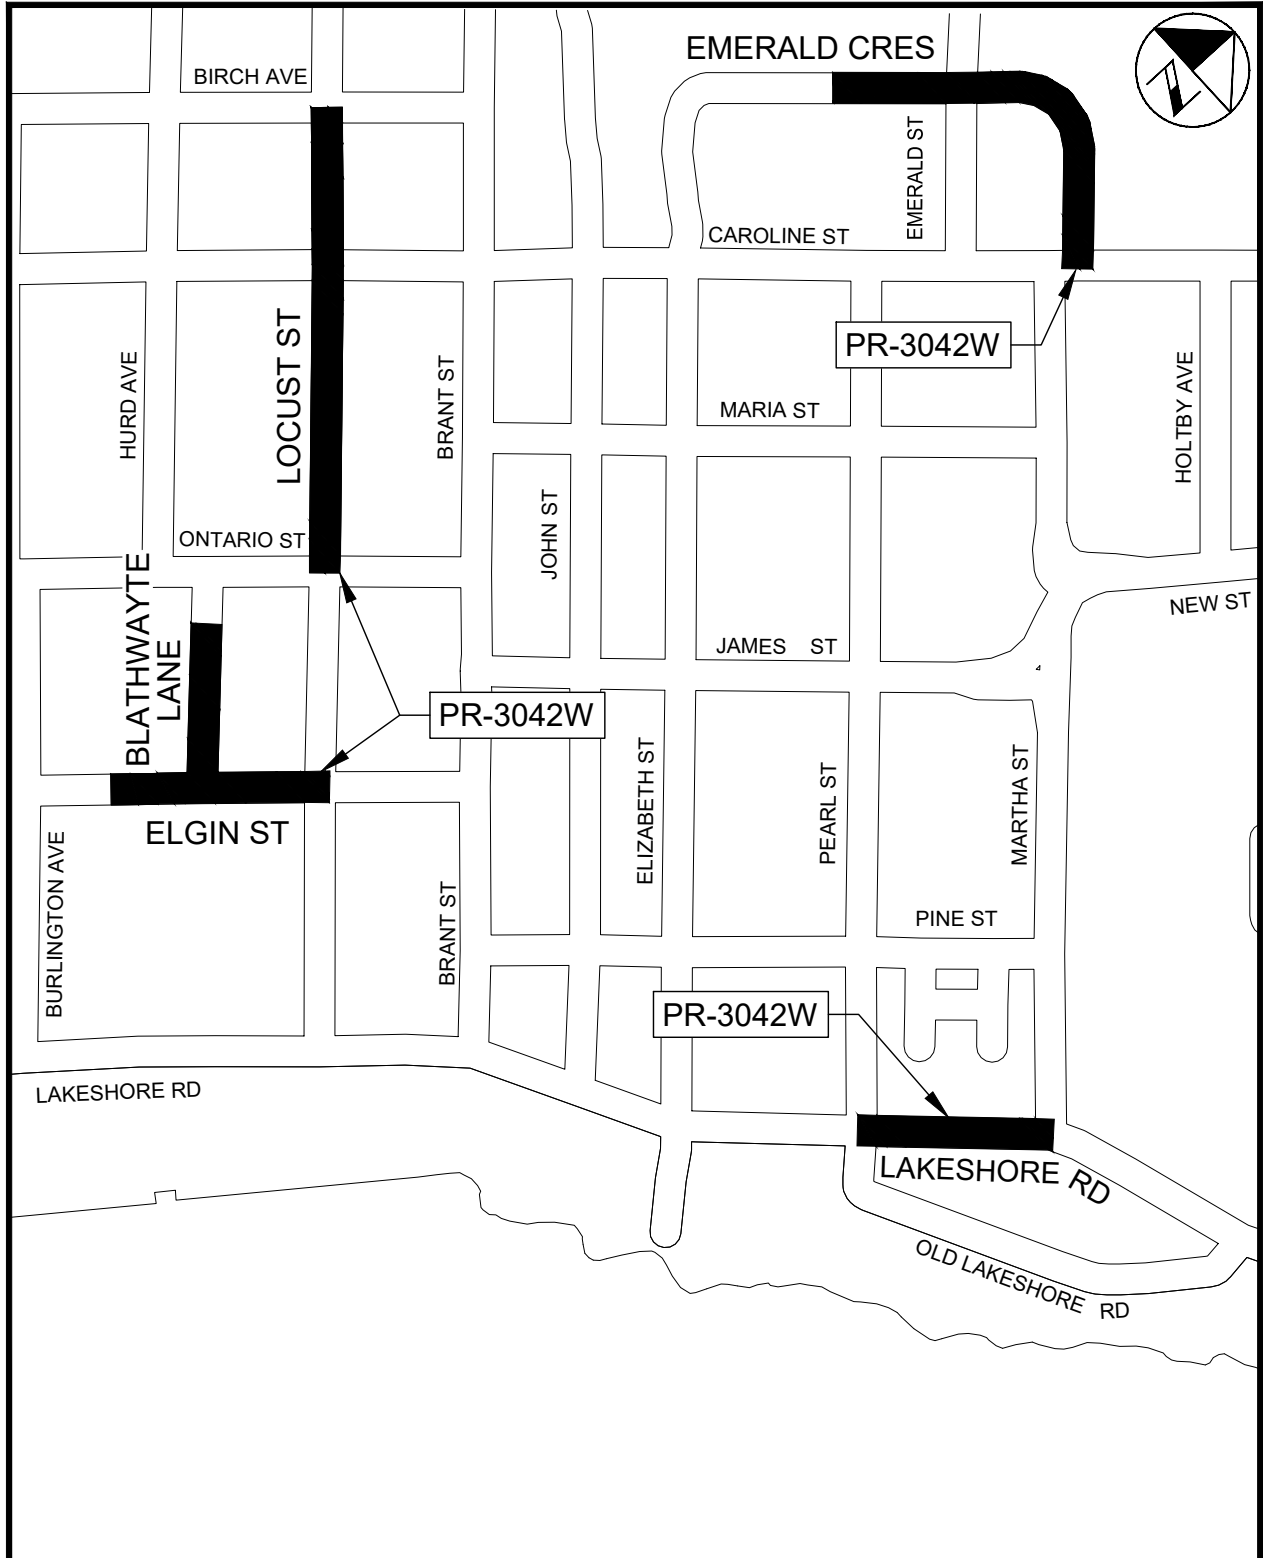 EMERALD CRES
BIRCH AVE
EMERALD ST
CAROLINE ST
LOCUST ST
PR-3042W
HURD AVE
BRANT ST
MARIA ST
HOLTBY AVE
JOHN ST
ONTARIO ST
BLATHWAYTE
LANE
NEW ST
JAMES ST
PR-3042W
ELIZABETH ST
PEARL ST
MARTHA ST
ELGIN ST
BURLINGTON AVE
BRANT ST
PINE ST
PR-3042W
LAKESHORE RD
LAKESHORE RD
OLD LAKESHORE RD
N